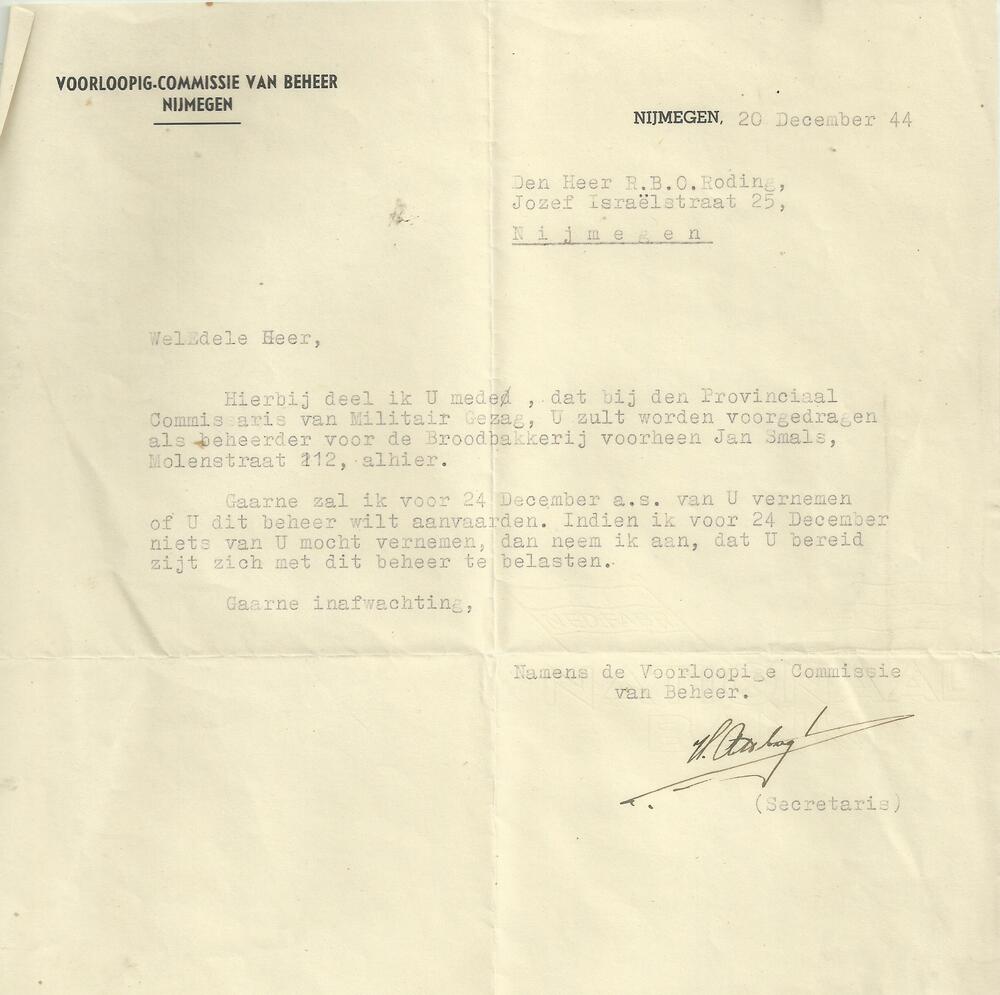 VOORLOOPIG-COMMISSIE VAN BEHEER
NIJMEGEN
NIJMEGEN, 20 December 44
Den Heer R.B.O.Roding,
Jozef Israëlstraat 25,
Nijmegen
WelEdele Heer,
Hierbij deel ik U mede , dat bij den Provinciaal
Commissaris van Militair Gezag, U zult worden voorgedragen
als beheerder voor de Broodbakkerij voorheen Jan Smals,
Molenstraat 112, alhier.
Gaarne zal ik voor 24 December a.s. van U vernemen
of U dit beheer wilt aanvaarden. Indien ik voor 24 December
niets van U mocht vernemen, dan neem ik aan, dat U bereid
zijt zich met dit beheer te belasten.
Gaarne inafwachting,
Namens de Voorloopige Commissie
van Beheer.
(Secretaris)